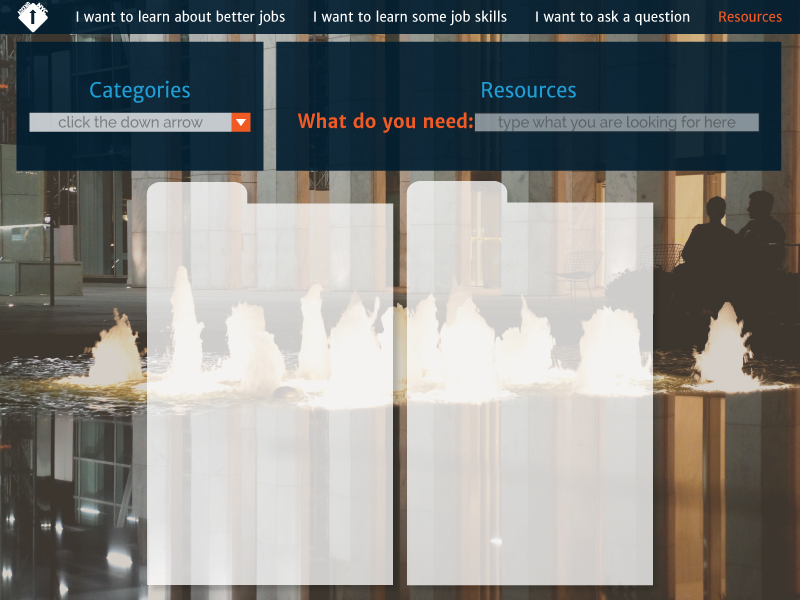 I want to learn about better jobs
I want to learn some job skills
I want to ask a question
Resources
Categories
click the down arrow
Resources
What do you need:
type what you are looking for here